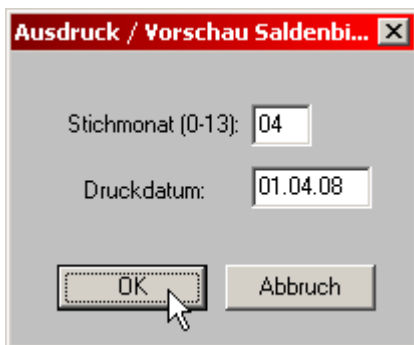 Ausdruck / Vorschau Saldenbi...
Stichmonat (0-13): 04
Druckdatum: 01.04.08
OK Abbruch